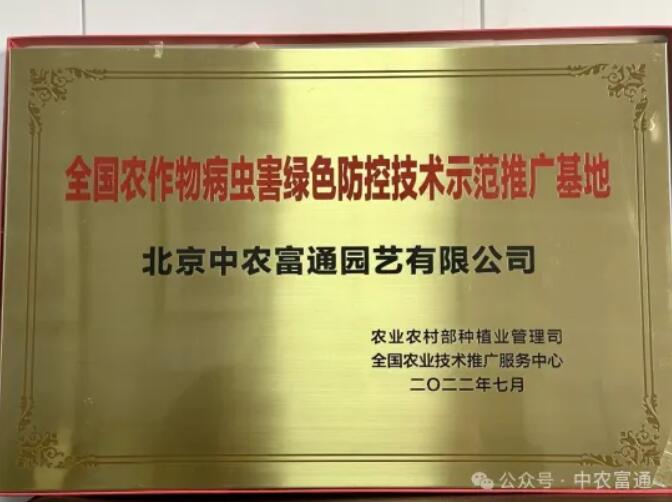 全国农作物病虫害绿色防控技术示范推广基地
北京中农富通园艺有限公司
农业农村部种植业管理司
全国农业技术推广服务中心
二〇二二年七月
公众号·中农富通